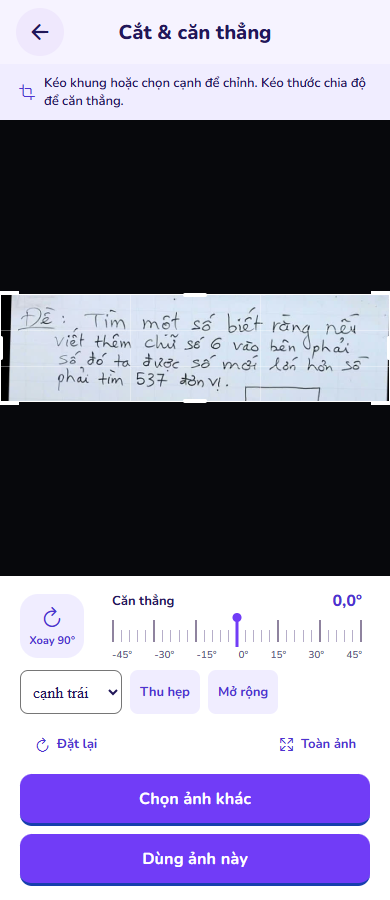 Cắt & căn thẳng
Kéo khung hoặc chọn cạnh để chỉnh. Kéo thước chia độ
để căn thẳng.
Đề: Tìm một số biết rằng nếu
viết thêm chữ số 6 vào bên phải
số đó ta được số mới lớn hơn số
phải tìm 537 đơn vị.
Xoay 90°
Căn thẳng
0,0°
-45° -30° -15° 0° 15° 30° 45°
cạnh trái
Thu hẹp
Mở rộng
Đặt lại
Toàn ảnh
Chọn ảnh khác
Dùng ảnh này